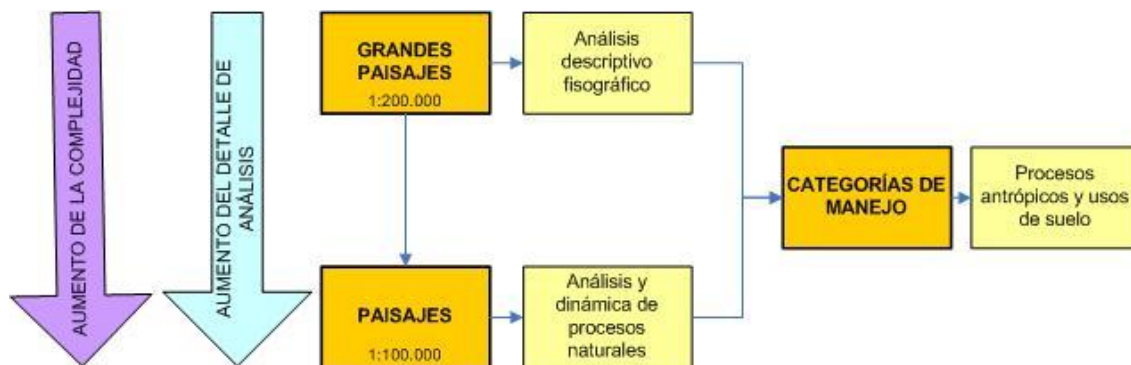 AUMENTO DE LA COMPLEJIDAD
AUMENTO DEL DETALLE DE
ANÁLISIS
GRANDES
PAISAJES
1:200.000
Análisis
descriptivo
fisográfico
PAISAJES
1:100.000
Análisis y
dinámica de
procesos
naturales
CATEGORÍAS DE
MANEJO
Procesos
antrópicos y usos
de suelo